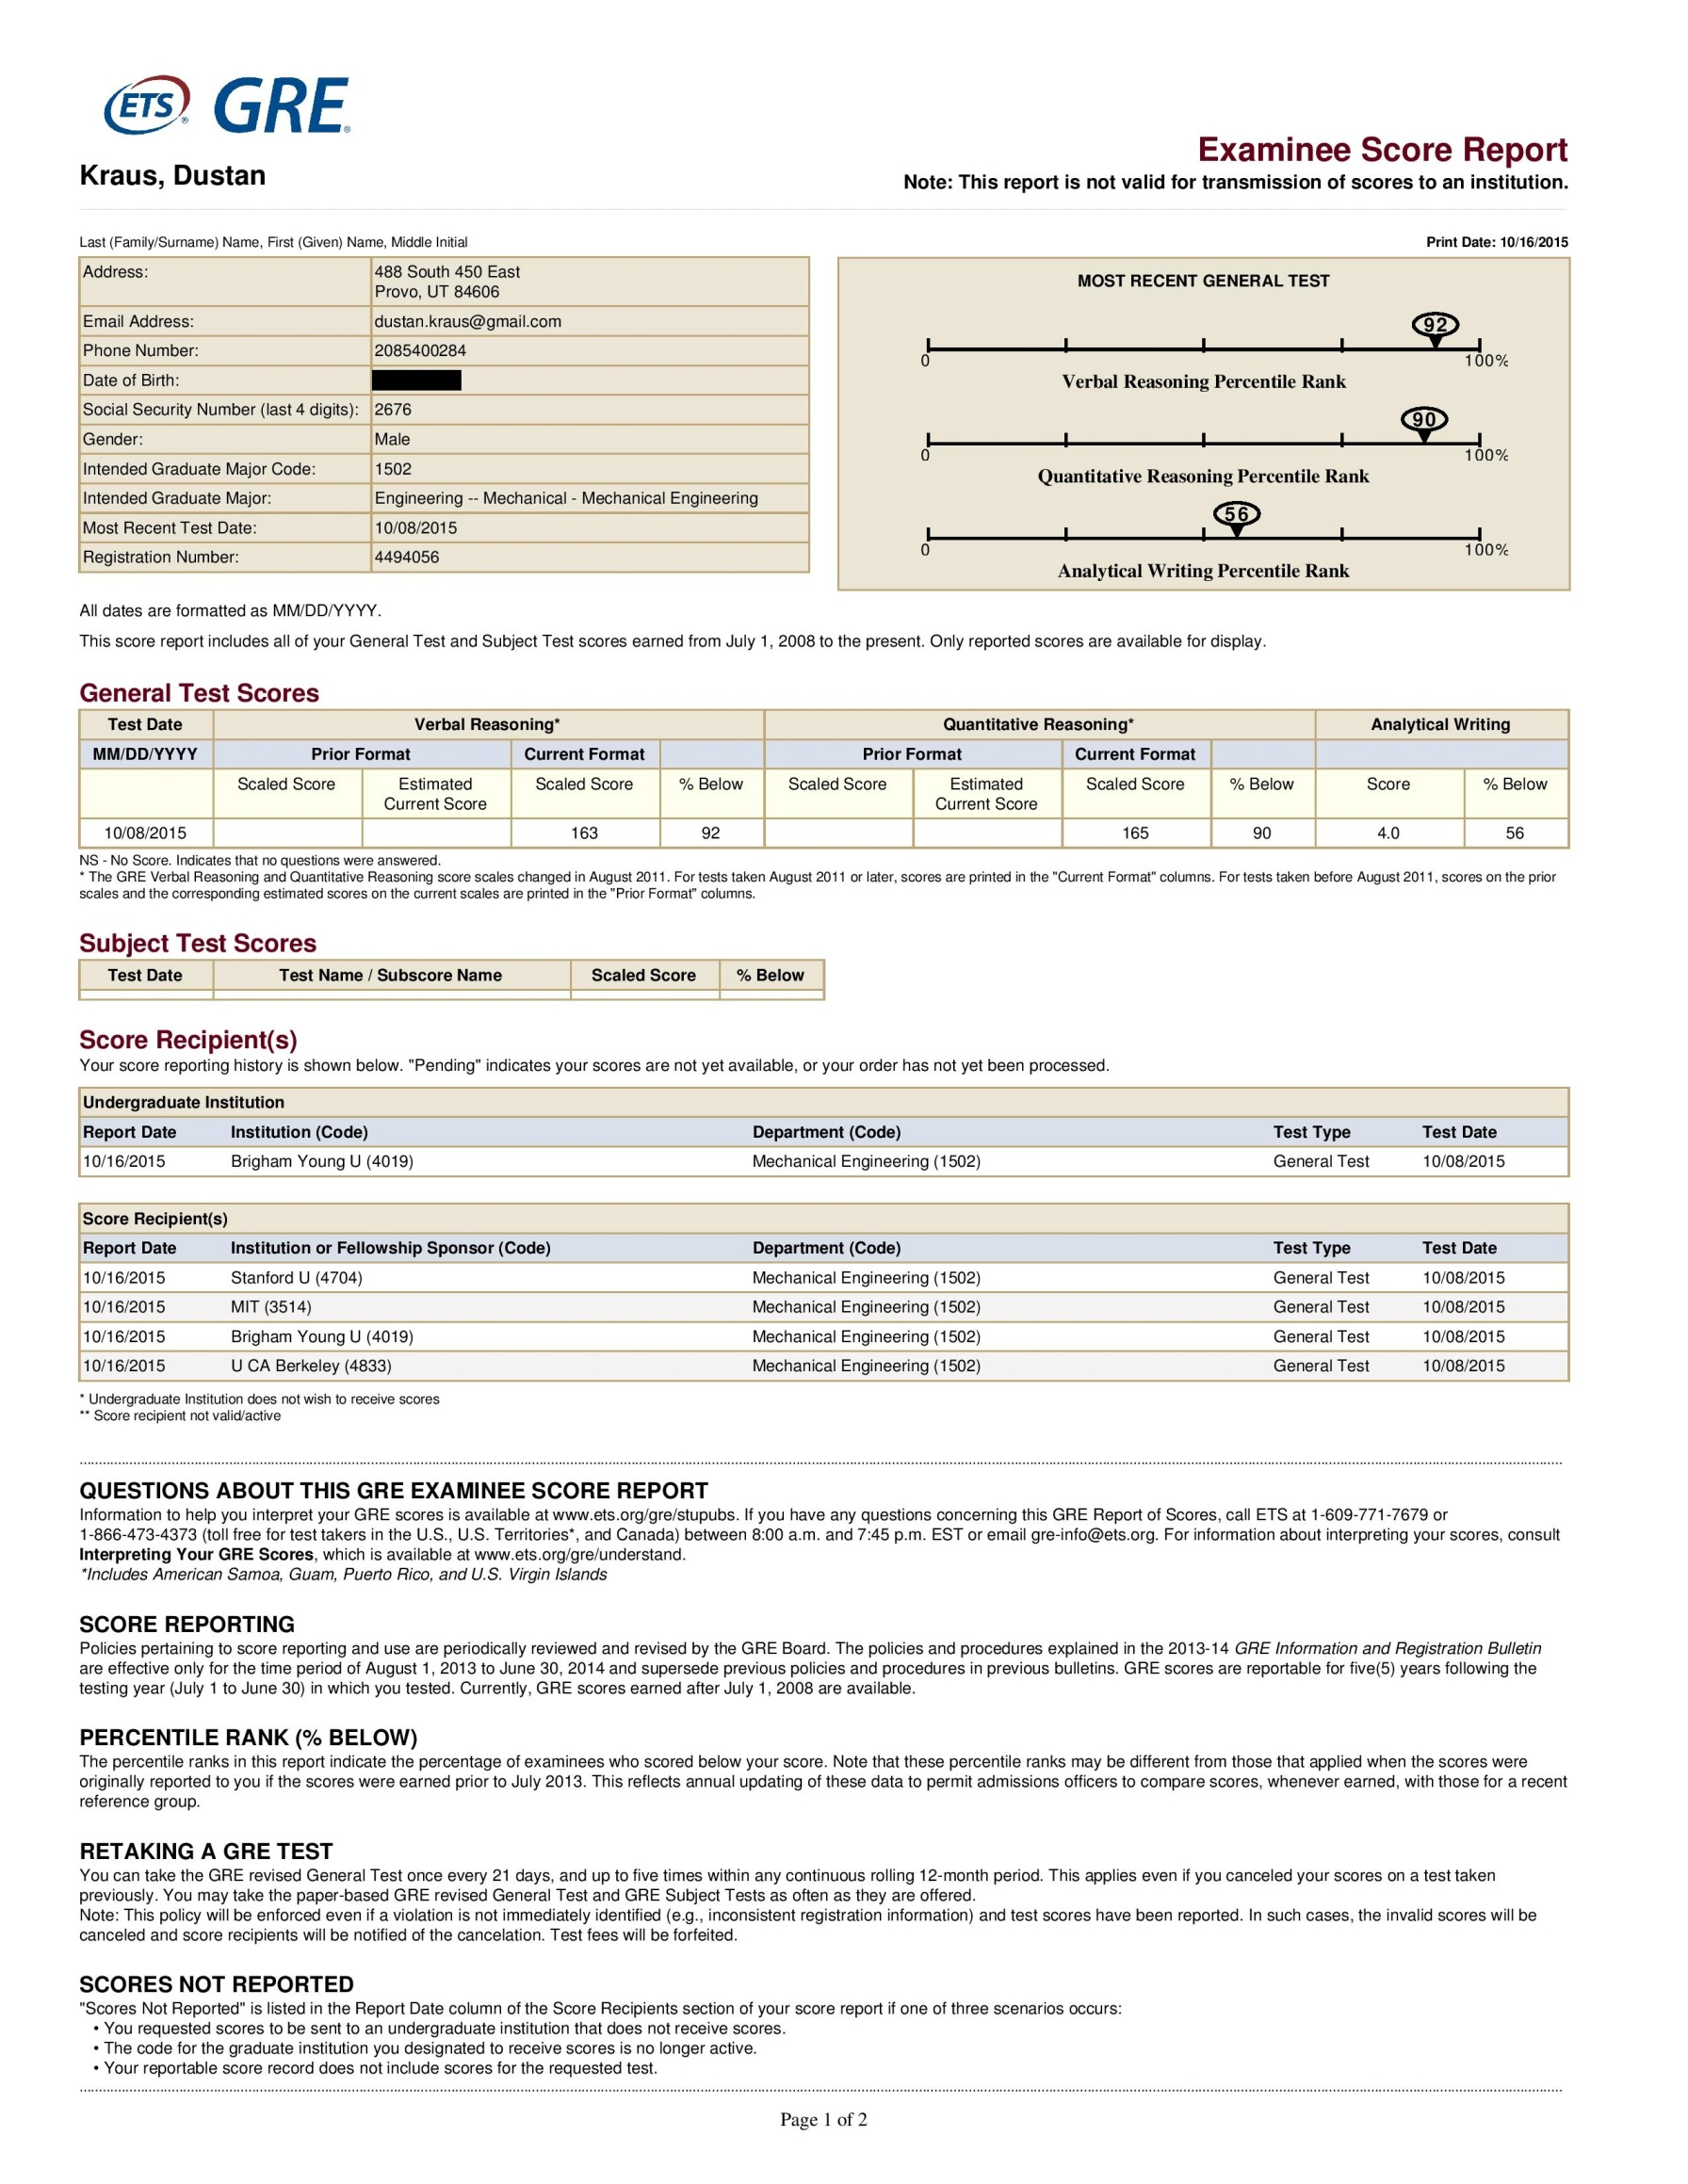 ETS GRE
Examinee Score Report
Kraus, Dustan
Note: This report is not valid for transmission of scores to an institution.
Last (Family/Surname) Name, First (Given) Name, Middle Initial
Print Date: 10/16/2015
Address: 488 South 450 East
Provo, UT 84606
Email Address: dustan.kraus@gmail.com
Phone Number: 2085400284
Date of Birth:
Social Security Number (last 4 digits): 2676
Gender: Male
Intended Graduate Major Code: 1502
Intended Graduate Major: Engineering -- Mechanical - Mechanical Engineering
Most Recent Test Date: 10/08/2015
Registration Number: 4494056
MOST RECENT GENERAL TEST
92
0 100%
Verbal Reasoning Percentile Rank
90
0 100%
Quantitative Reasoning Percentile Rank
56
0 100%
Analytical Writing Percentile Rank
All dates are formatted as MM/DD/YYYY.
This score report includes all of your General Test and Subject Test scores earned from July 1, 2008 to the present. Only reported scores are available for display.
General Test Scores
Test Date Verbal Reasoning* Quantitative Reasoning* Analytical Writing
MM/DD/YYYY Prior Format Current Format Prior Format Current Format
Scaled Score Estimated Scaled Score % Below Scaled Score Estimated Scaled Score % Below Score % Below
Current Score Current Score
10/08/2015 163 92 165 90 4.0 56
NS - No Score. Indicates that no questions were answered.
* The GRE Verbal Reasoning and Quantitative Reasoning score scales changed in August 2011. For tests taken August 2011 or later, scores are printed in the "Current Format" columns. For tests taken before August 2011, scores on the prior
scales and the corresponding estimated scores on the current scales are printed in the "Prior Format" columns.
Subject Test Scores
Test Date Test Name / Subscore Name Scaled Score % Below
Score Recipient(s)
Your score reporting history is shown below. "Pending" indicates your scores are not yet available, or your order has not yet been processed.
Undergraduate Institution
Report Date Institution (Code) Department (Code) Test Type Test Date
10/16/2015 Brigham Young U (4019) Mechanical Engineering (1502) General Test 10/08/2015
Score Recipient(s)
Report Date Institution or Fellowship Sponsor (Code) Department (Code) Test Type Test Date
10/16/2015 Stanford U (4704) Mechanical Engineering (1502) General Test 10/08/2015
10/16/2015 MIT (3514) Mechanical Engineering (1502) General Test 10/08/2015
10/16/2015 Brigham Young U (4019) Mechanical Engineering (1502) General Test 10/08/2015
10/16/2015 U CA Berkeley (4833) Mechanical Engineering (1502) General Test 10/08/2015
* Undergraduate Institution does not wish to receive scores
** Score recipient not valid/active
QUESTIONS ABOUT THIS GRE EXAMINEE SCORE REPORT
Information to help you interpret your GRE scores is available at www.ets.org/gre/stupubs. If you have any questions concerning this GRE Report of Scores, call ETS at 1-609-771-7679 or
1-866-473-4373 (toll free for test takers in the U.S., U.S. Territories*, and Canada) between 8:00 a.m. and 7:45 p.m. EST or email gre-info@ets.org. For information about interpreting your scores, consult
Interpreting Your GRE Scores, which is available at www.ets.org/gre/understand.
*Includes American Samoa, Guam, Puerto Rico, and U.S. Virgin Islands
SCORE REPORTING
Policies pertaining to score reporting and use are periodically reviewed and revised by the GRE Board. The policies and procedures explained in the 2013-14 GRE Information and Registration Bulletin
are effective only for the time period of August 1, 2013 to June 30, 2014 and supersede previous policies and procedures in previous bulletins. GRE scores are reportable for five(5) years following the
testing year (July 1 to June 30) in which you tested. Currently, GRE scores earned after July 1, 2008 are available.
PERCENTILE RANK (% BELOW)
The percentile ranks in this report indicate the percentage of examinees who scored below your score. Note that these percentile ranks may be different from those that applied when the scores were
originally reported to you if the scores were earned prior to July 2013. This reflects annual updating of these data to permit admissions officers to compare scores, whenever earned, with those for a recent
reference group.
RETAKING A GRE TEST
You can take the GRE revised General Test once every 21 days, and up to five times within any continuous rolling 12-month period. This applies even if you canceled your scores on a test taken
previously. You may take the paper-based GRE revised General Test and GRE Subject Tests as often as they are offered.
Note: This policy will be enforced even if a violation is not immediately identified (e.g., inconsistent registration information) and test scores have been reported. In such cases, the invalid scores will be
canceled and score recipients will be notified of the cancelation. Test fees will be forfeited.
SCORES NOT REPORTED
"Scores Not Reported" is listed in the Report Date column of the Score Recipients section of your score report if one of three scenarios occurs:
• You requested scores to be sent to an undergraduate institution that does not receive scores.
• The code for the graduate institution you designated to receive scores is no longer active.
• Your reportable score record does not include scores for the requested test.
Page 1 of 2